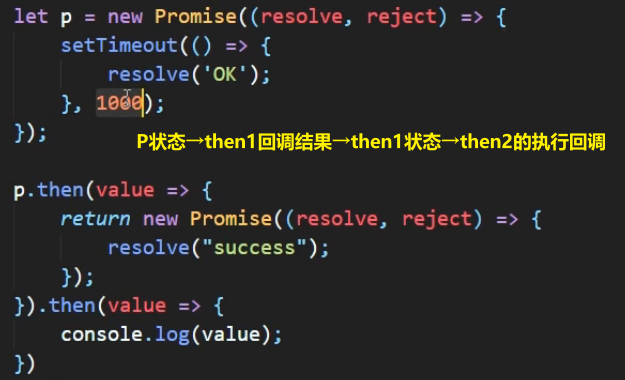 let p = new Promise((resolve, reject) => {
    setTimeout(() => {
        resolve('OK');
    }, 1000);
});
P状态→then1回调结果→then1状态→then2的执行回调
p.then(value => {
    return new Promise((resolve, reject) => {
        resolve("success");
    });
}).then(value => {
    console.log(value);
})